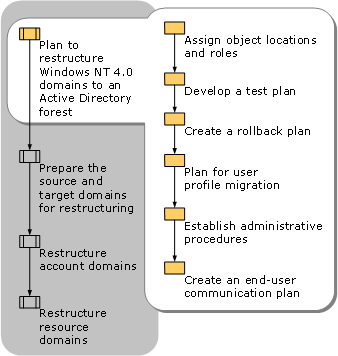 Plan to
restructure
Windows NT 4.0
domains to an
Active Directory
forest
Prepare the
source and
target domains
for restructuring
Restructure
account domains
Restructure
resource
domains
Assign object locations
and roles
Develop a test plan
Create a rollback plan
Plan for user
profile migration
Establish administrative
procedures
Create an end-user
communication plan